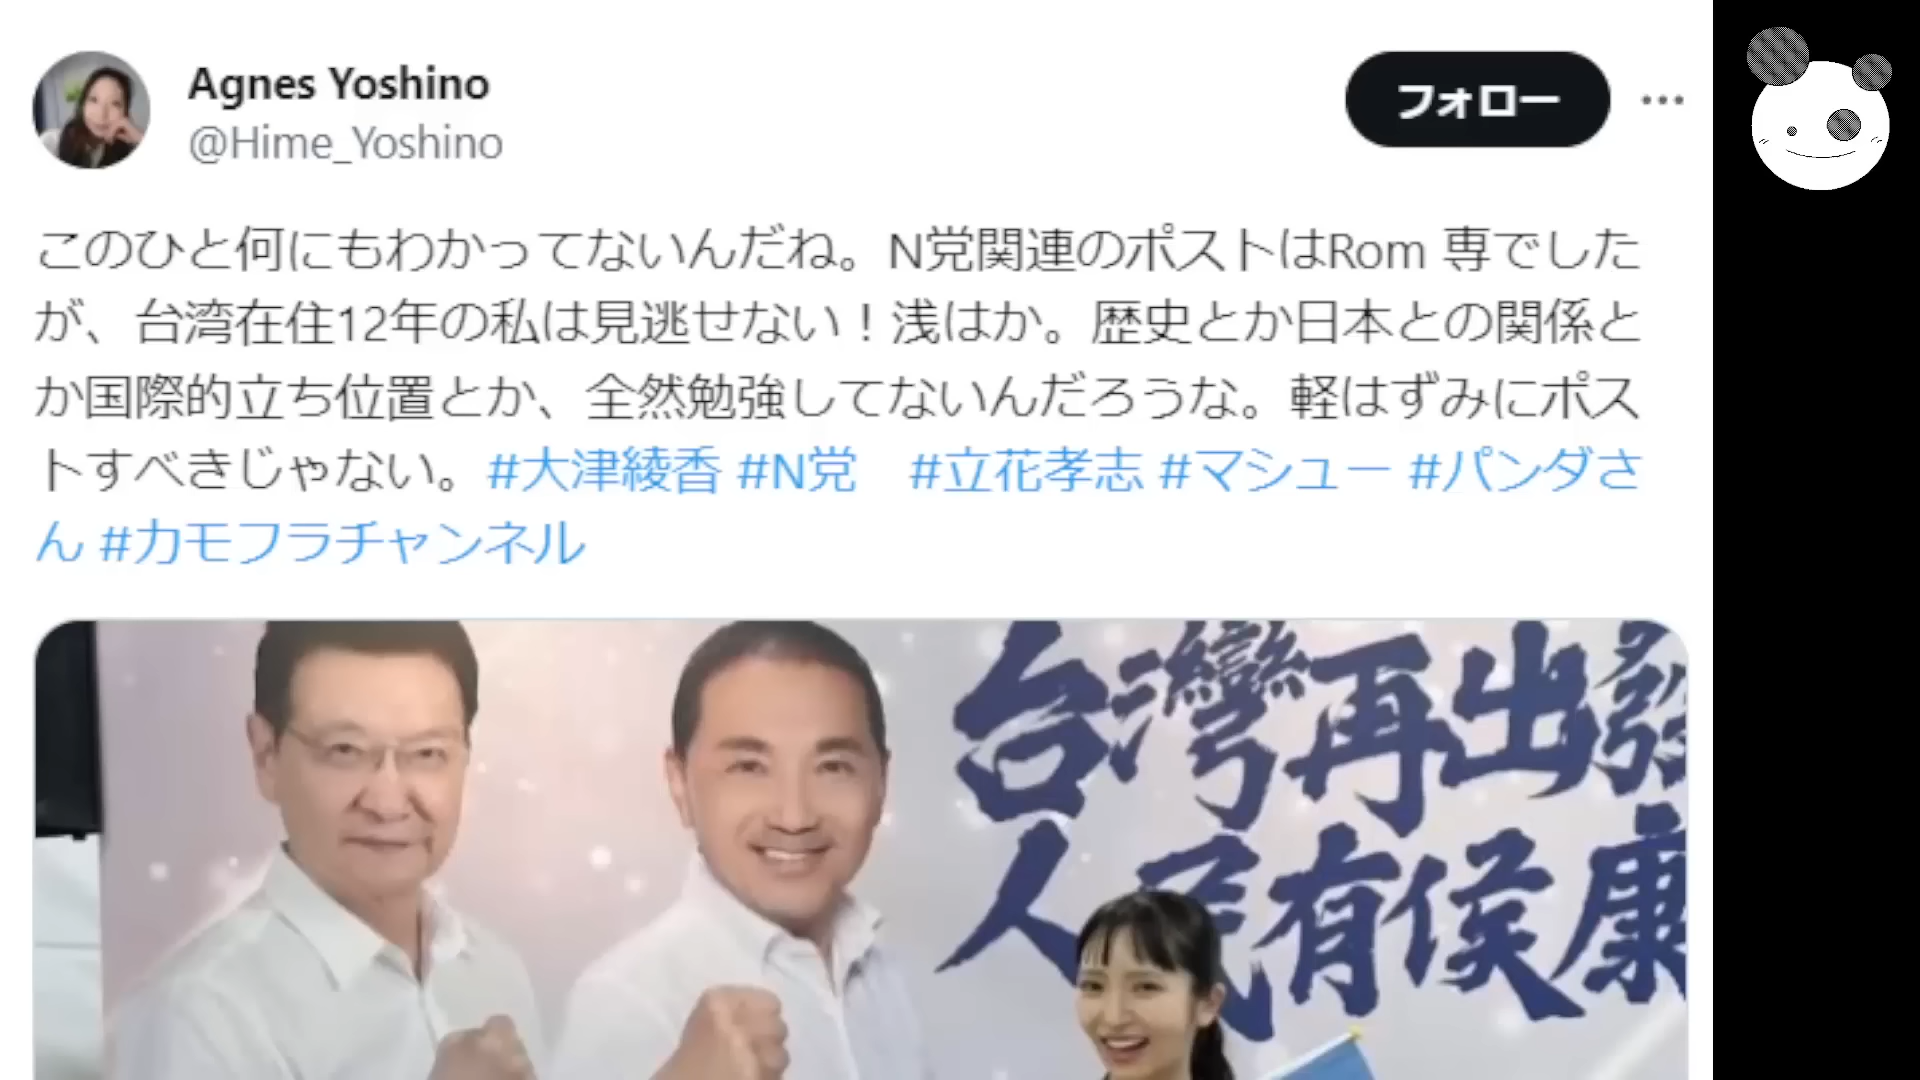 Agnes Yoshino
@Hime_Yoshino
フォロー
このひと何にもわかってないんだね。N党関連のポストはRom 専でした
が、台湾在住12年の私は見逃せない！浅はか。歴史とか日本との関係と
か国際的立ち位置とか、全然勉強してないんだろうな。軽はずみにポス
トすべきじゃない。#大津綾香 #N党　#立花孝志 #マシュー #パンダさ
ん #カモフラチャンネル
台灣再出發
人民有侯康